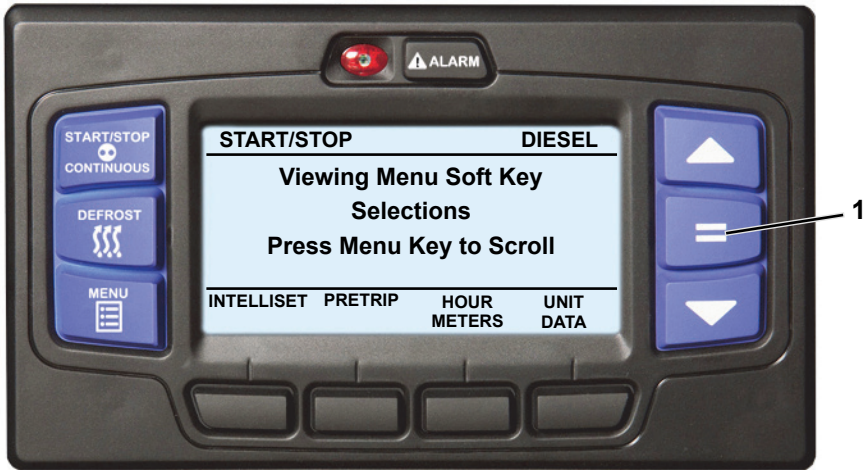 ALARM
START/STOP
CONTINUOUS
DEFROST
MENU
START/STOP DIESEL
Viewing Menu Soft Key
Selections
Press Menu Key to Scroll
INTELLISET PRETRIP HOUR METERS UNIT DATA
=
1